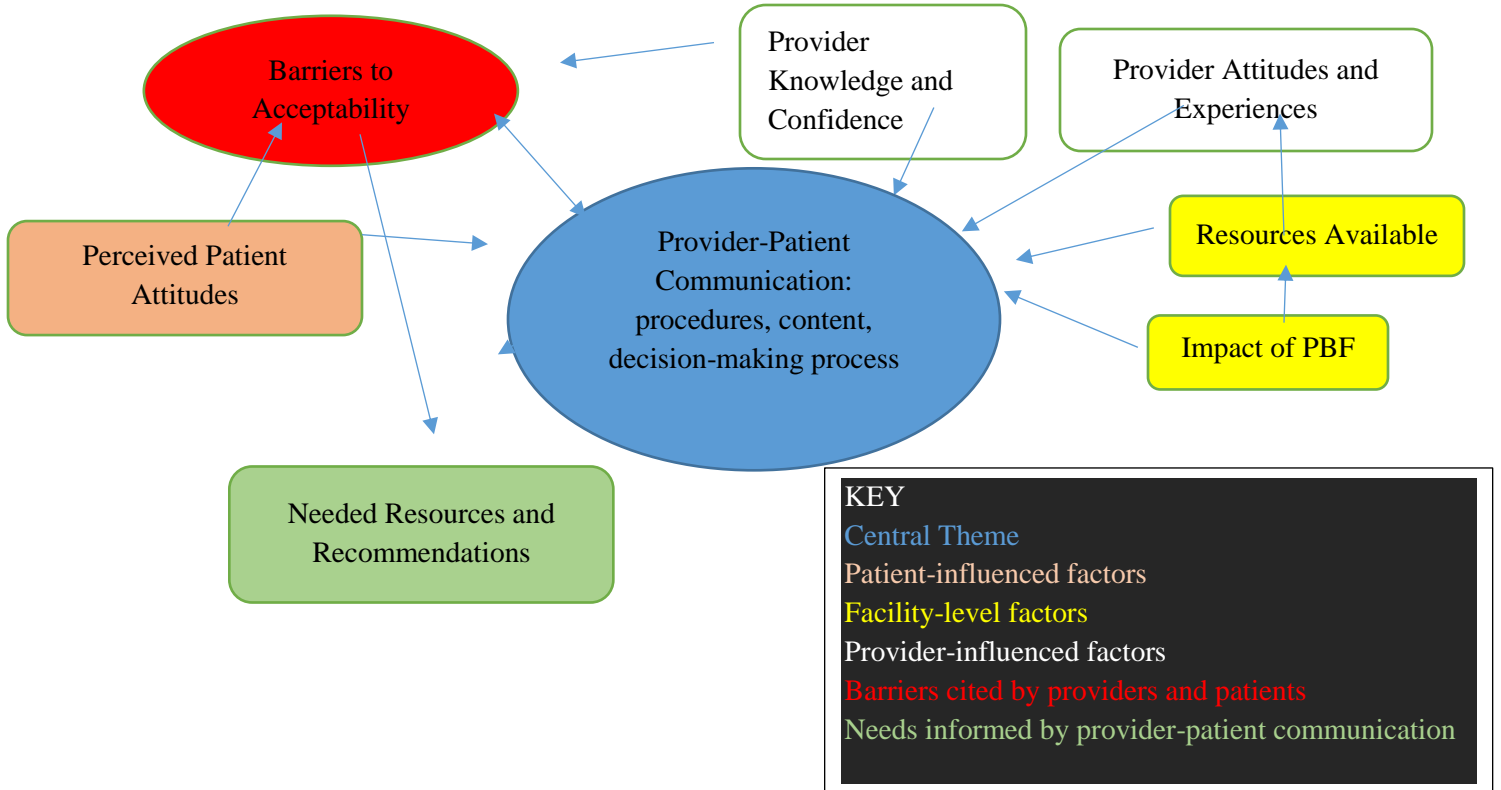 Barriers to
Acceptability
Provider
Knowledge and
Confidence
Provider Attitudes and
Experiences
Perceived Patient
Attitudes
Provider-Patient
Communication:
procedures, content,
decision-making process
Resources Available
Impact of PBF
Needed Resources and
Recommendations
KEY
Central Theme
Patient-influenced factors
Facility-level factors
Provider-influenced factors
Barriers cited by providers and patients
Needs informed by provider-patient communication